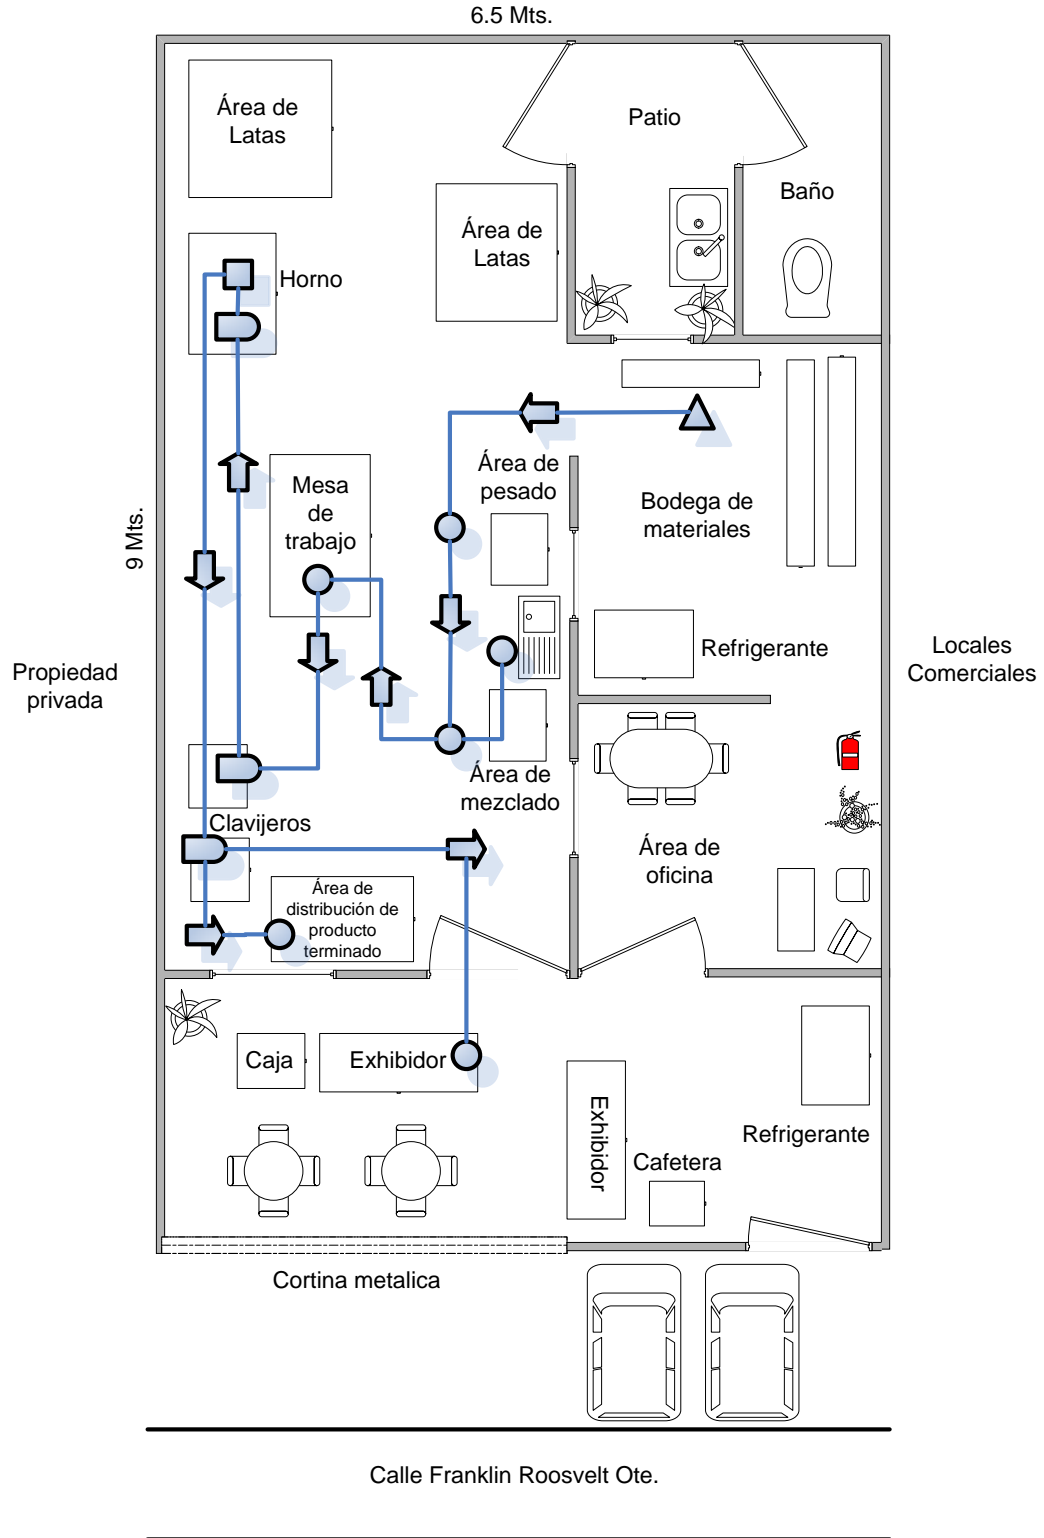 6.5 Mts.
Área de
Latas
Patio
Baño
Área de
Latas
Horno
Área de
pesado
Mesa
de
trabajo
Bodega de
materiales
9 Mts.
Refrigerante
Propiedad
privada
Locales
Comerciales
Área de
mezclado
Clavijeros
Área de
oficina
Área de
distribución de
producto
terminado
Caja
Exhibidor
Exhibidor
Refrigerante
Cafetera
Cortina metalica
Calle Franklin Roosvelt Ote.